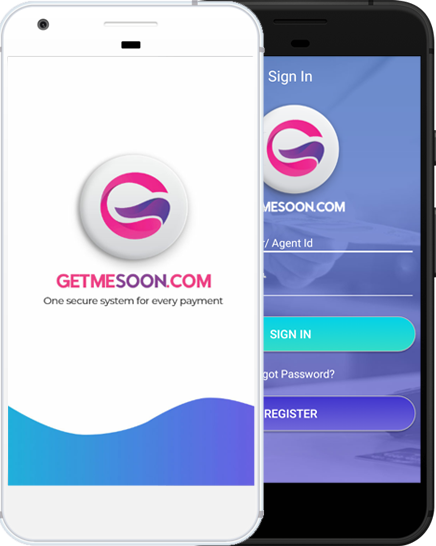 GETMESOON.COM
One secure system for every payment
Sign In
MESOON.COM
/ Agent Id
SIGN IN
got Password?
REGISTER